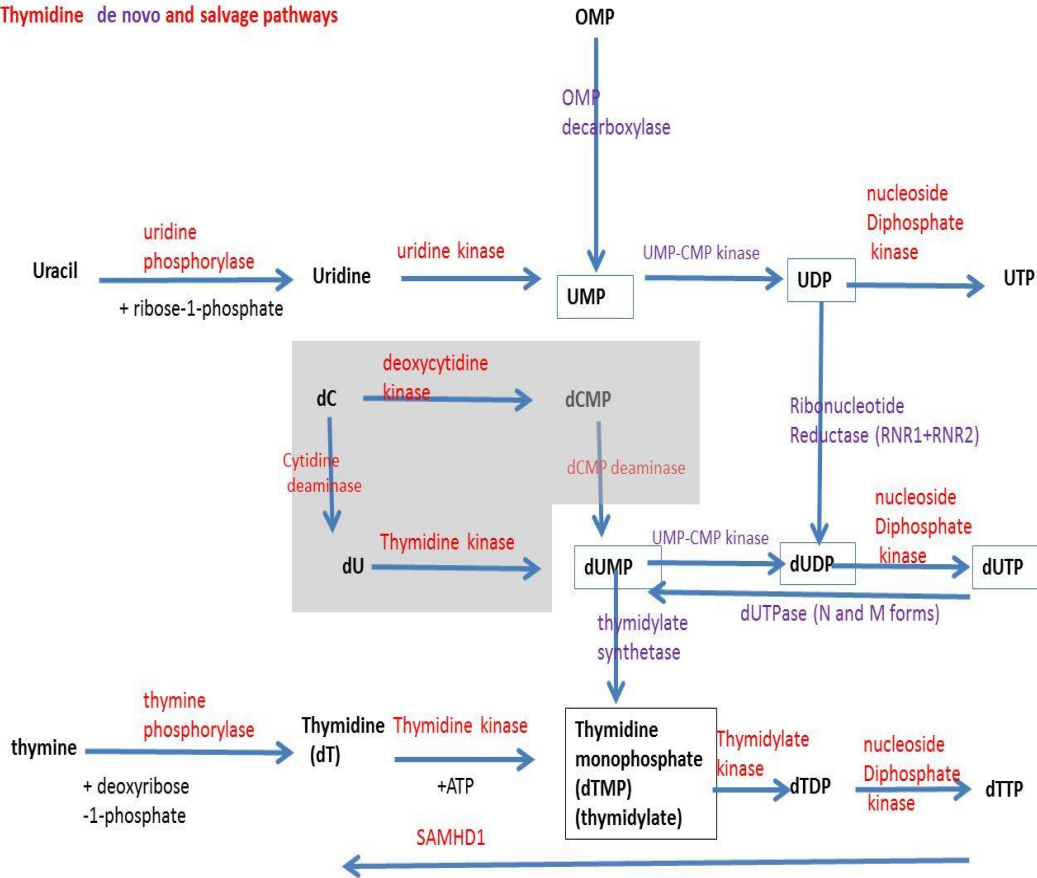 Thymidine de novo and salvage pathways
OMP
OMP
decarboxylase
uridine
phosphorylase
uridine kinase
UMP-CMP kinase
nucleoside
Diphosphate
kinase
Uracil
Uridine
UMP
UDP
UTP
+ ribose-1-phosphate
deoxycytidine
kinase
dC
dCMP
Ribonucleotide
Reductase (RNR1+RNR2)
Cytidine
deaminase
dCMP deaminase
nucleoside
Diphosphate
kinase
Thymidine kinase
UMP-CMP kinase
dU
dUMP
dUDP
dUTP
dUTPase (N and M forms)
thymidylate
synthetase
thymine
phosphorylase
thymine
Thymidine
(dT)
Thymidine kinase
+ATP
Thymidine
monophosphate
(dTMP)
(thymidylate)
Thymidylate
kinase
dTDP
nucleoside
Diphosphate
kinase
dTTP
+ deoxyribose
-1-phosphate
SAMHD1